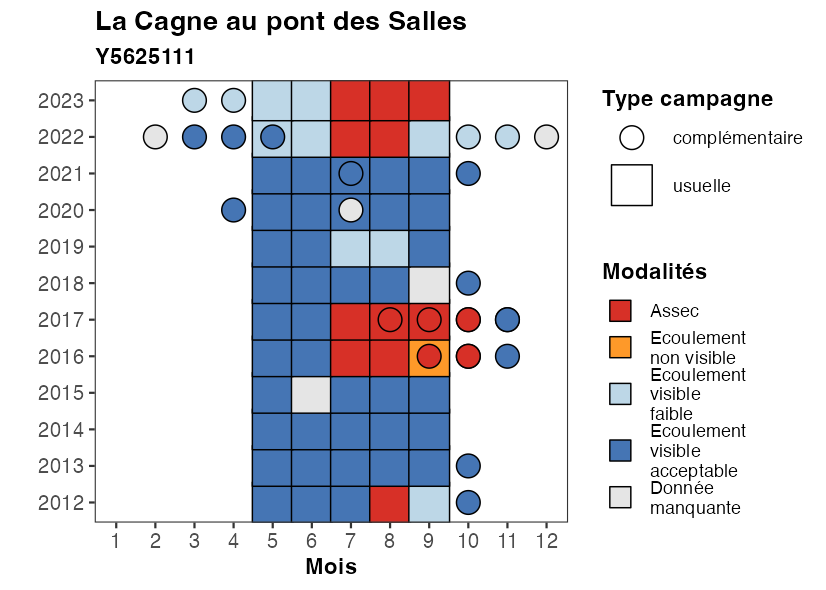 La Cagne au pont des Salles
Y5625111
2023
2022
2021
2020
2019
2018
2017
2016
2015
2014
2013
2012
1 2 3 4 5 6 7 8 9 10 11 12
Mois
Type campagne
complémentaire
usuelle
Modalités
Assec
Ecoulement
non visible
Ecoulement
visible
faible
Ecoulement
visible
acceptable
Donnée
manquante